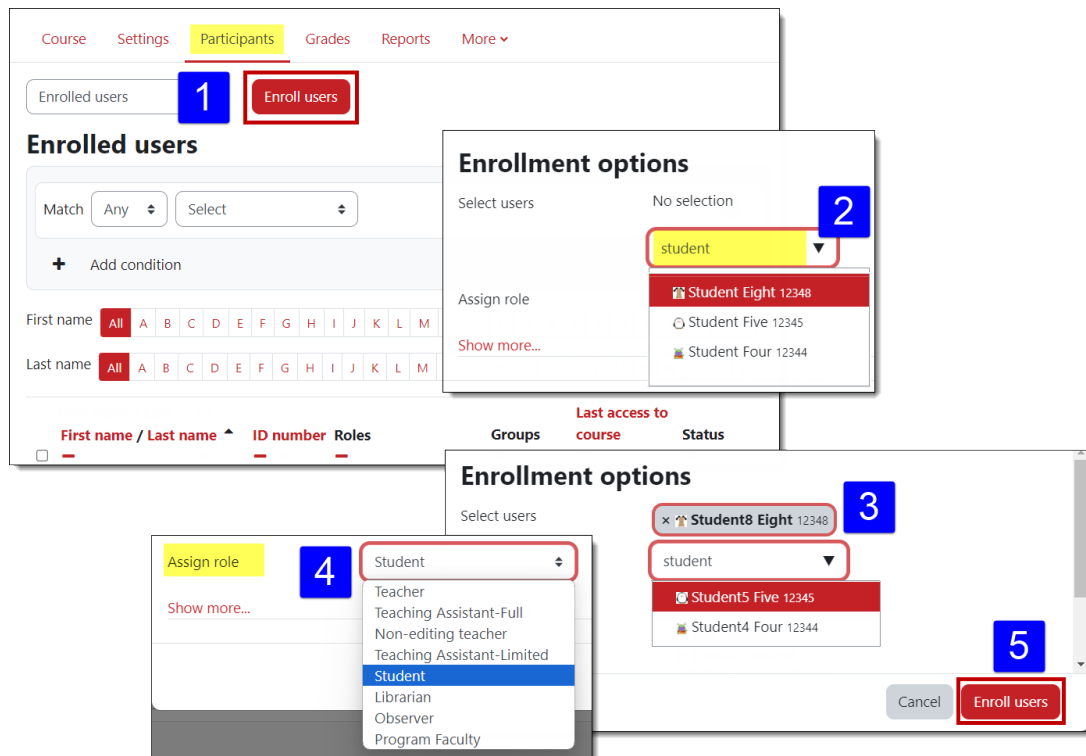 Course Settings Participants Grades Reports More
Enrolled users 1 Enroll users
Enrolled users
Match Any Select
+ Add condition
First name All A B C D E F G H I J K L M
Last name All A B C D E F G H I J K L M
First name / Last name ID number Roles Groups Last access to course Status
Enrollment options
Select users No selection
2
student
Student Eight 12348
Assign role
Student Five 12345
Show more...
Student Four 12344
Enrollment options
Select users
× Student8 Eight 12348
3
student
Student5 Five 12345
Student4 Four 12344
Assign role
4
Student
Show more...
Teacher
Teaching Assistant-Full
Non-editing teacher
Teaching Assistant-Limited
Student
Librarian
Observer
Program Faculty
5
Cancel Enroll users